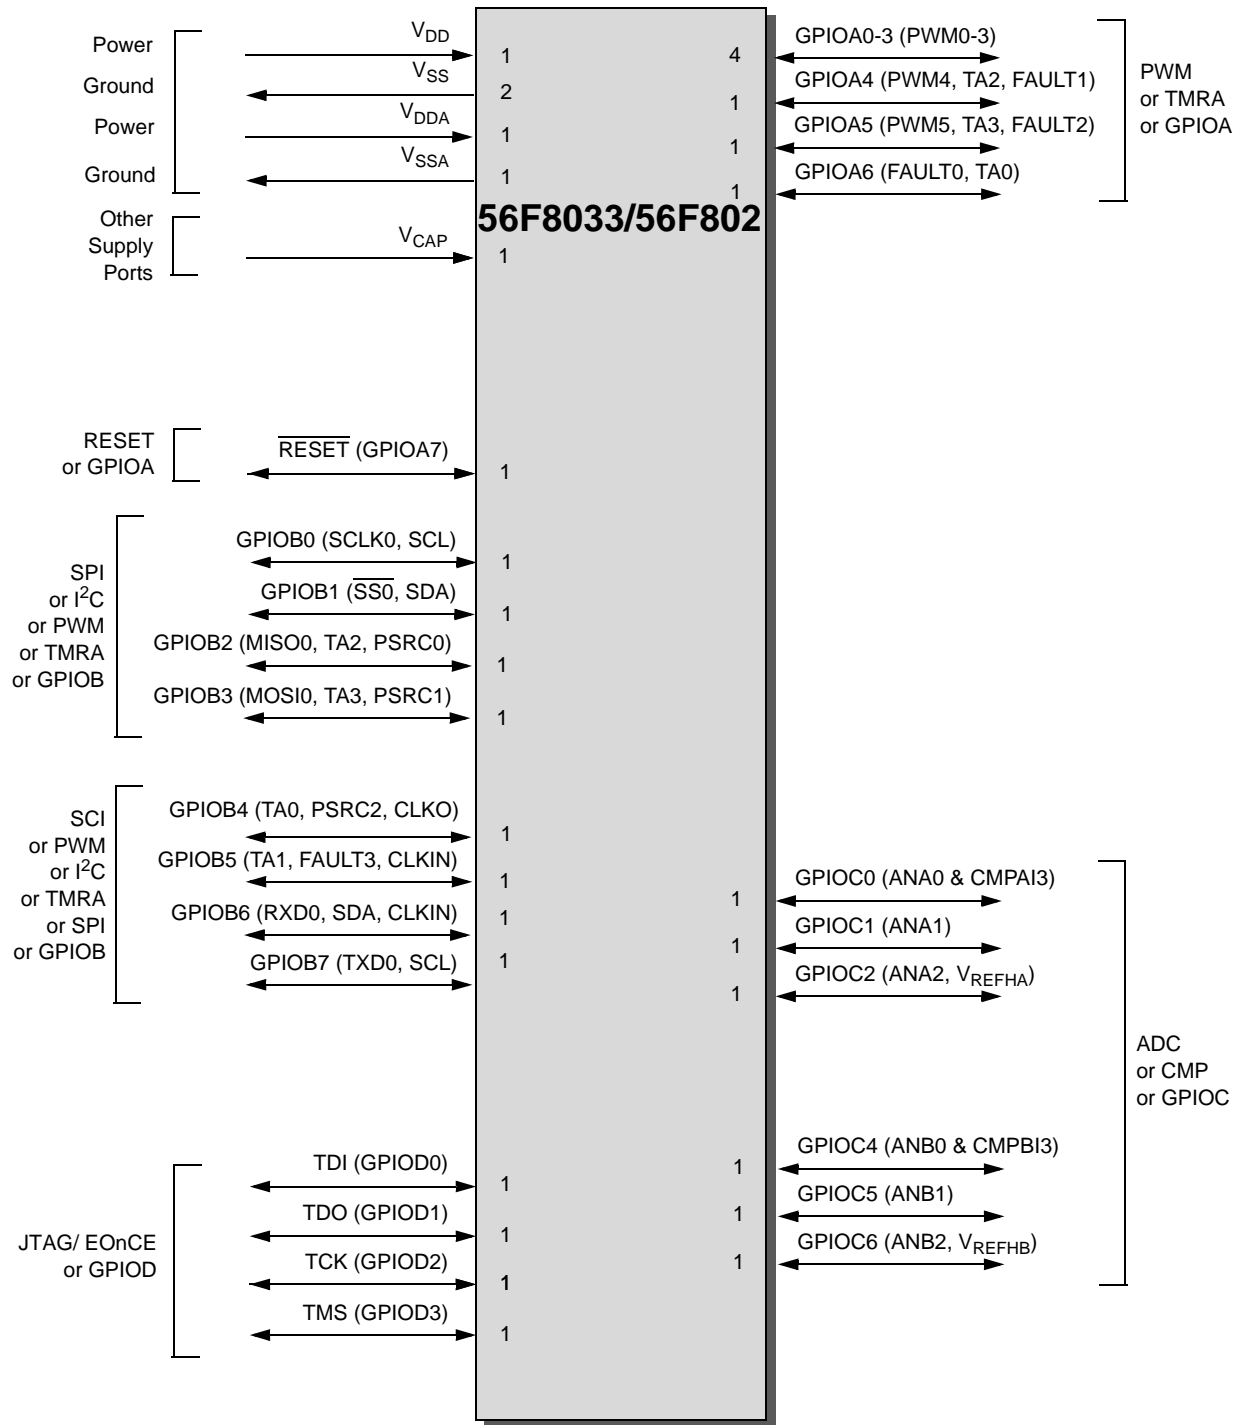 Power
VDD
1
Ground
VSS
2
Power
VDDA
1
Ground
VSSA
1
Other
Supply
Ports
VCAP
1
56F8033/56F802
4
GPIOA0-3 (PWM0-3)
1
GPIOA4 (PWM4, TA2, FAULT1)
1
GPIOA5 (PWM5, TA3, FAULT2)
1
GPIOA6 (FAULT0, TA0)
PWM
or TMRA
or GPIOA
RESET
or GPIOA
RESET (GPIOA7)
1
SPI
or I2C
or PWM
or TMRA
or GPIOB
GPIOB0 (SCLK0, SCL)
1
GPIOB1 (SS0, SDA)
1
GPIOB2 (MISO0, TA2, PSRC0)
1
GPIOB3 (MOSI0, TA3, PSRC1)
1
SCI
or PWM
or I2C
or TMRA
or SPI
or GPIOB
GPIOB4 (TA0, PSRC2, CLKO)
1
GPIOB5 (TA1, FAULT3, CLKIN)
1
GPIOB6 (RXD0, SDA, CLKIN)
1
GPIOB7 (TXD0, SCL)
1
1
GPIOC0 (ANA0 & CMPAI3)
1
GPIOC1 (ANA1)
1
GPIOC2 (ANA2, VREFHA)
ADC
or CMP
or GPIOC
1
GPIOC4 (ANB0 & CMPBI3)
1
GPIOC5 (ANB1)
1
GPIOC6 (ANB2, VREFHB)
JTAG/ EOnCE
or GPIOD
TDI (GPIOD0)
1
TDO (GPIOD1)
1
TCK (GPIOD2)
1
TMS (GPIOD3)
1